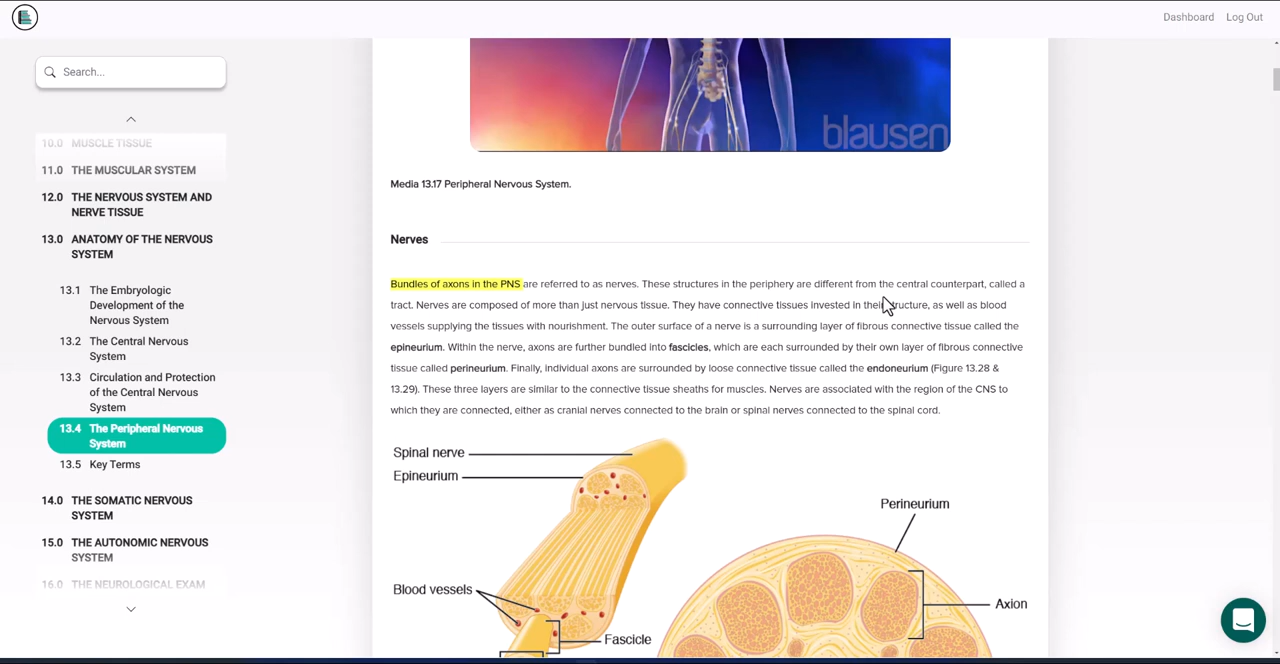 Dashboard Log Out
Search...
10.0 MUSCLE TISSUE
11.0 THE MUSCULAR SYSTEM
12.0 THE NERVOUS SYSTEM AND
NERVE TISSUE
13.0 ANATOMY OF THE NERVOUS
SYSTEM
13.1 The Embryologic
Development of the
Nervous System
13.2 The Central Nervous
System
13.3 Circulation and Protection
of the Central Nervous
System
13.4 The Peripheral Nervous
System
13.5 Key Terms
14.0 THE SOMATIC NERVOUS
SYSTEM
15.0 THE AUTONOMIC NERVOUS
SYSTEM
16.0 THE NEUROLOGICAL EXAM
blausen
Media 13.17 Peripheral Nervous System.
Nerves
Bundles of axons in the PNS are referred to as nerves. These structures in the periphery are different from the central counterpart, called a
tract. Nerves are composed of more than just nervous tissue. They have connective tissues invested in their structure, as well as blood
vessels supplying the tissues with nourishment. The outer surface of a nerve is a surrounding layer of fibrous connective tissue called the
epineurium. Within the nerve, axons are further bundled into fascicies, which are each surrounded by their own layer of fibrous connective
tissue called perineurium. Finally, individual axons are surrounded by loose connective tissue called the endoneurium (Figure 13.28 &
13.29). These three layers are similar to the connective tissue sheaths for muscles. Nerves are associated with the region of the CNS to
which they are connected, either as cranial nerves connected to the brain or spinal nerves connected to the spinal cord.
Spinal nerve
Epineurium
Perineurium
Blood vessels
Axion
Fascicle